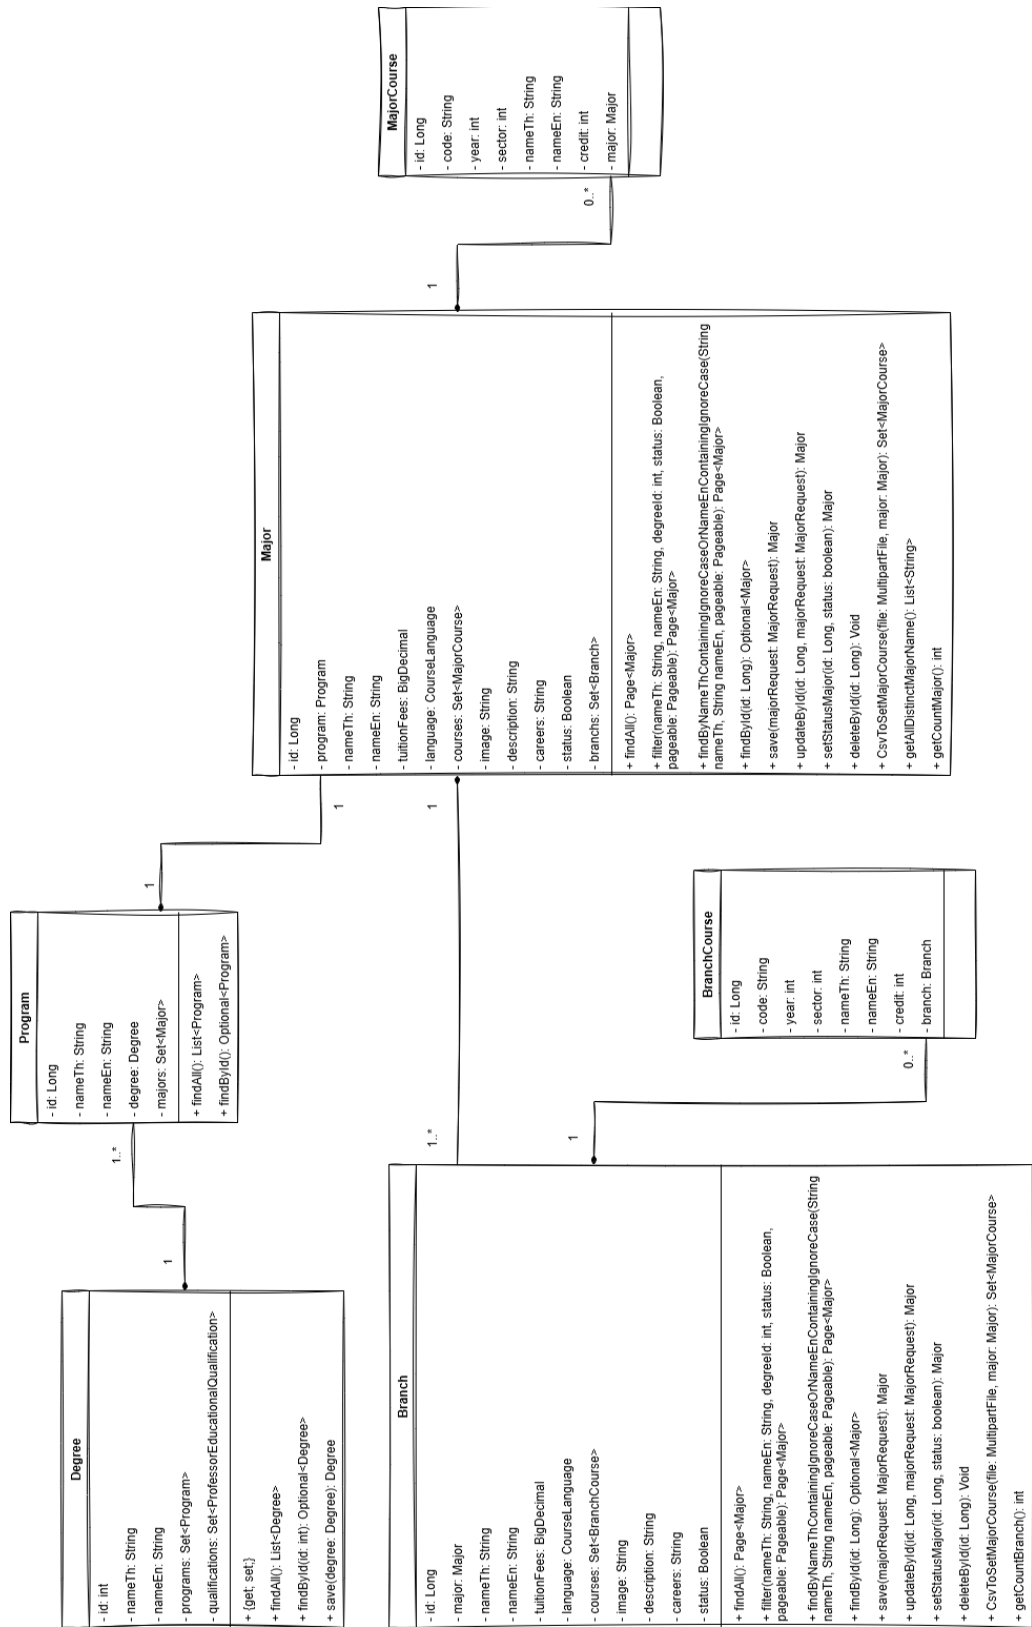 Degree
- id: int
- nameTh: String
- nameEn: String
- programs: Set<Program>
- qualifications: Set<ProfessorEducationalQualification>
+ {get; set;}
+ findAll(): List<Degree>
+ findById(id: int): Optional<Degree>
+ save(degree: Degree): Degree
1
1..*
Program
- id: Long
- nameTh: String
- nameEn: String
- degree: Degree
- majors: Set<Major>
+ findAll(): List<Program>
+ findById(): Optional<Program>
1
1
Branch
- id: Long
- major: Major
- nameTh: String
- nameEn: String
- tuitionFees: BigDecimal
- language: CourseLanguage
- courses: Set<BranchCourse>
- image: String
- description: String
- careers: String
- status: Boolean
+ findAll(): Page<Major>
+ filter(nameTh: String, nameEn: String, degreeId: int, status: Boolean,
pageable: Pageable): Page<Major>
+ findByNameThContainingIgnoreCaseOrNameEnContainingIgnoreCase(String
nameTh, String nameEn, pageable: Pageable): Page<Major>
+ findById(id: Long): Optional<Major>
+ save(majorRequest: MajorRequest): Major
+ updateById(id: Long, majorRequest: MajorRequest): Major
+ setStatusMajor(id: Long, status: boolean): Major
+ deleteById(id: Long): Void
+ CsvToSetMajorCourse(file: MultipartFile, major: Major): Set<MajorCourse>
+ getCountBranch(): int
1..*
1
1
0..*
BranchCourse
- id: Long
- code: String
- year: int
- sector: int
- nameTh: String
- nameEn: String
- credit: int
- branch: Branch
Major
- id: Long
- program: Program
- nameTh: String
- nameEn: String
- tuitionFees: BigDecimal
- language: CourseLanguage
- courses: Set<MajorCourse>
- image: String
- description: String
- careers: String
- status: Boolean
- branchs: Set<Branch>
+ findAll(): Page<Major>
+ filter(nameTh: String, nameEn: String, degreeId: int, status: Boolean,
pageable: Pageable): Page<Major>
+ findByNameThContainingIgnoreCaseOrNameEnContainingIgnoreCase(String
nameTh, String nameEn, pageable: Pageable): Page<Major>
+ findById(id: Long): Optional<Major>
+ save(majorRequest: MajorRequest): Major
+ updateById(id: Long, majorRequest: MajorRequest): Major
+ setStatusMajor(id: Long, status: boolean): Major
+ deleteById(id: Long): Void
+ CsvToSetMajorCourse(file: MultipartFile, major: Major): Set<MajorCourse>
+ getAllDistinctMajorName(): List<String>
+ getCountMajor(): int
1
0..*
MajorCourse
- id: Long
- code: String
- year: int
- sector: int
- nameTh: String
- nameEn: String
- credit: int
- major: Major